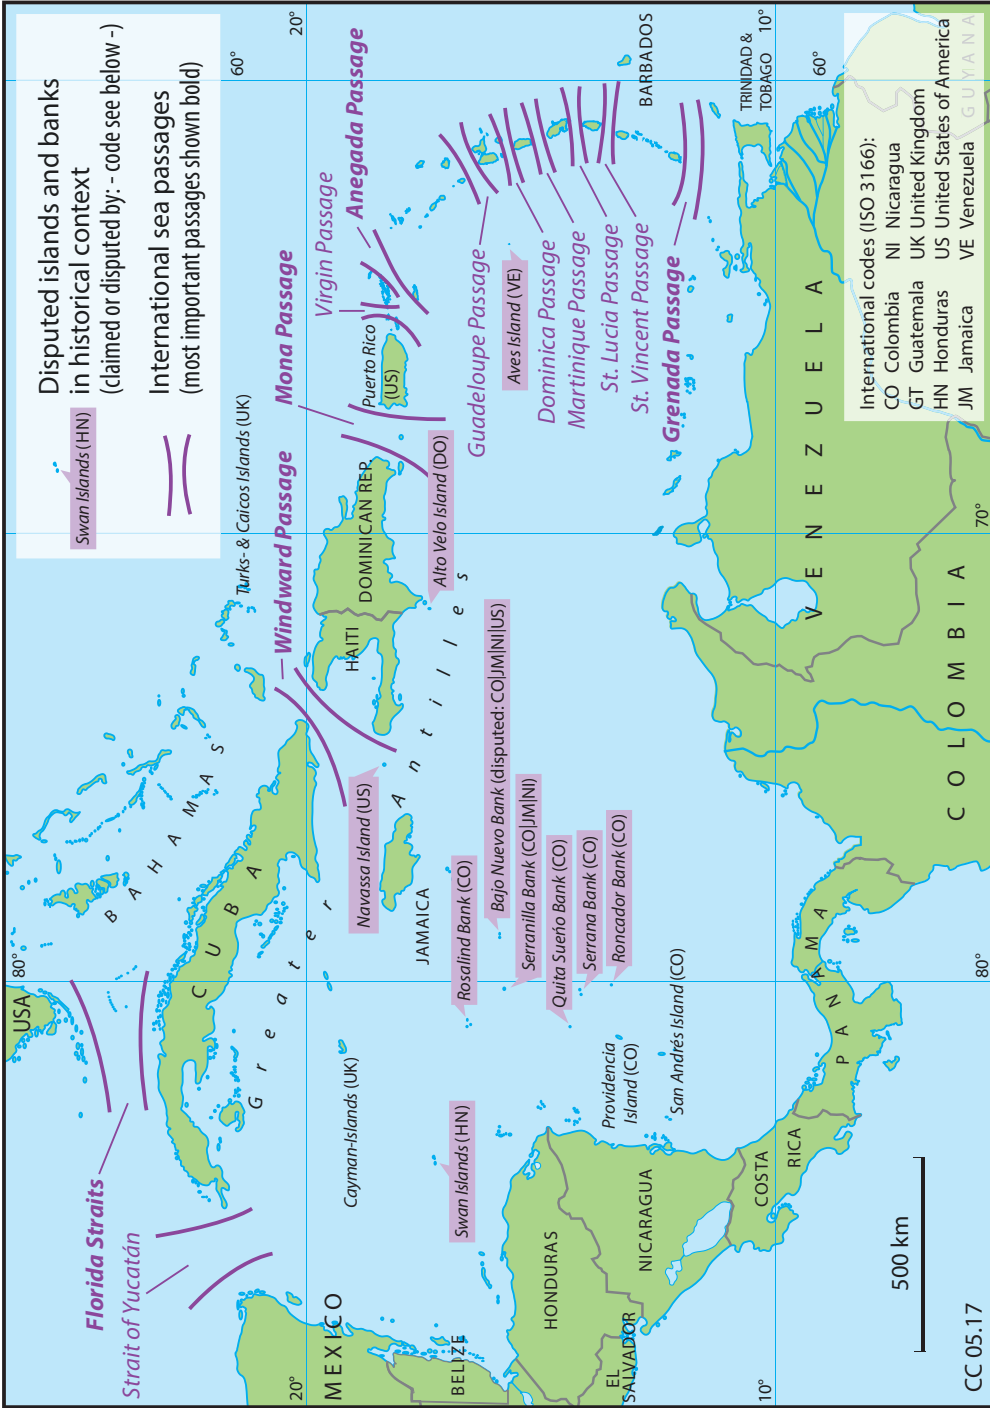 Swan Islands (HN)
Disputed islands and banks
in historical context
(claimed or disputed by: - code see below -)
International sea passages
(most important passages shown bold)
80°
70°
60°
20°
20°
10°
10°
60°
80°
USA
Florida Straits
Strait of Yucatán
BAHAMAS
Turks- & Caicos Islands (UK)
Windward Passage
Mona Passage
Virgin Passage
Anegada Passage
CUBA
Greater Antilles
MEXICO
Cayman-Islands (UK)
Navassa Island (US)
JAMAICA
HAITI
DOMINICAN REP.
Alto Velo Island (DO)
Puerto Rico
(US)
Guadeloupe Passage
Aves Island (VE)
Dominica Passage
Martinique Passage
St. Lucia Passage
St. Vincent Passage
Grenada Passage
BARBADOS
TRINIDAD &
TOBAGO
BELIZE
Swan Islands (HN)
Rosalind Bank (CO)
Bajo Nuevo Bank (disputed: CO|JM|NI|US)
Serranilla Bank (CO|JM|NI)
Quita Sueño Bank (CO)
Serrana Bank (CO)
Roncador Bank (CO)
Providencia
Island (CO)
San Andrés Island (CO)
HONDURAS
EL
SALVADOR
NICARAGUA
COSTA
RICA
PANAMA
COLOMBIA
VENEZUELA
GUYANA
International codes (ISO 3166):
CO Colombia NI Nicaragua
GT Guatemala UK United Kingdom
HN Honduras US United States of America
JM Jamaica VE Venezuela
500 km
CC 05.17